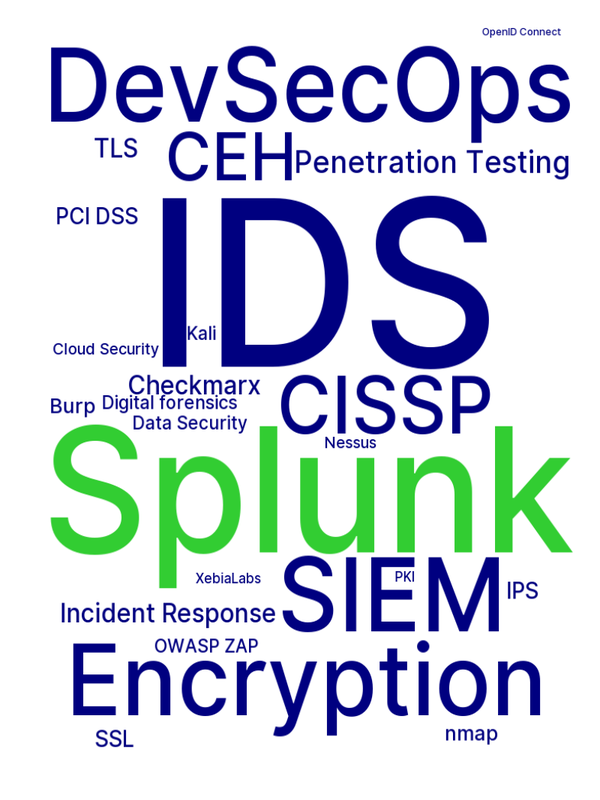 OpenID Connect
DevSecOps
TLS
CEH
Penetration Testing
PCI DSS
IDS
Kali
Cloud Security
Checkmarx
CISSP
Burp
Digital forensics
Data Security
Nessus
Splunk
XebiaLabs
SIEM
PKI
IPS
Incident Response
OWASP ZAP
Encryption
SSL
nmap